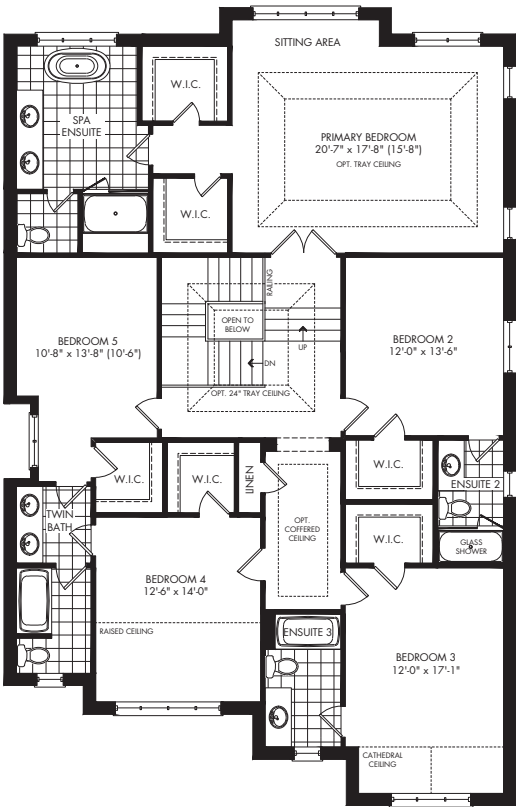 SITTING AREA
W.I.C.
SPA
ENSUITE
PRIMARY BEDROOM
20'-7" x 17'-8" (15'-8")
OPT. TRAY CEILING
W.I.C.
RAILING
OPEN TO
BELOW
UP
DN
OPT. 24" TRAY CEILING
BEDROOM 5
10'-8" x 13'-8" (10'-6")
BEDROOM 2
12'-0" x 13'-6"
W.I.C.
W.I.C.
LINEN
W.I.C.
ENSUITE 2
TWIN
BATH
OPT.
COFFERED
CEILING
W.I.C.
GLASS
SHOWER
BEDROOM 4
12'-6" x 14'-0"
RAISED CEILING
ENSUITE 3
BEDROOM 3
12'-0" x 17'-1"
CATHEDRAL
CEILING